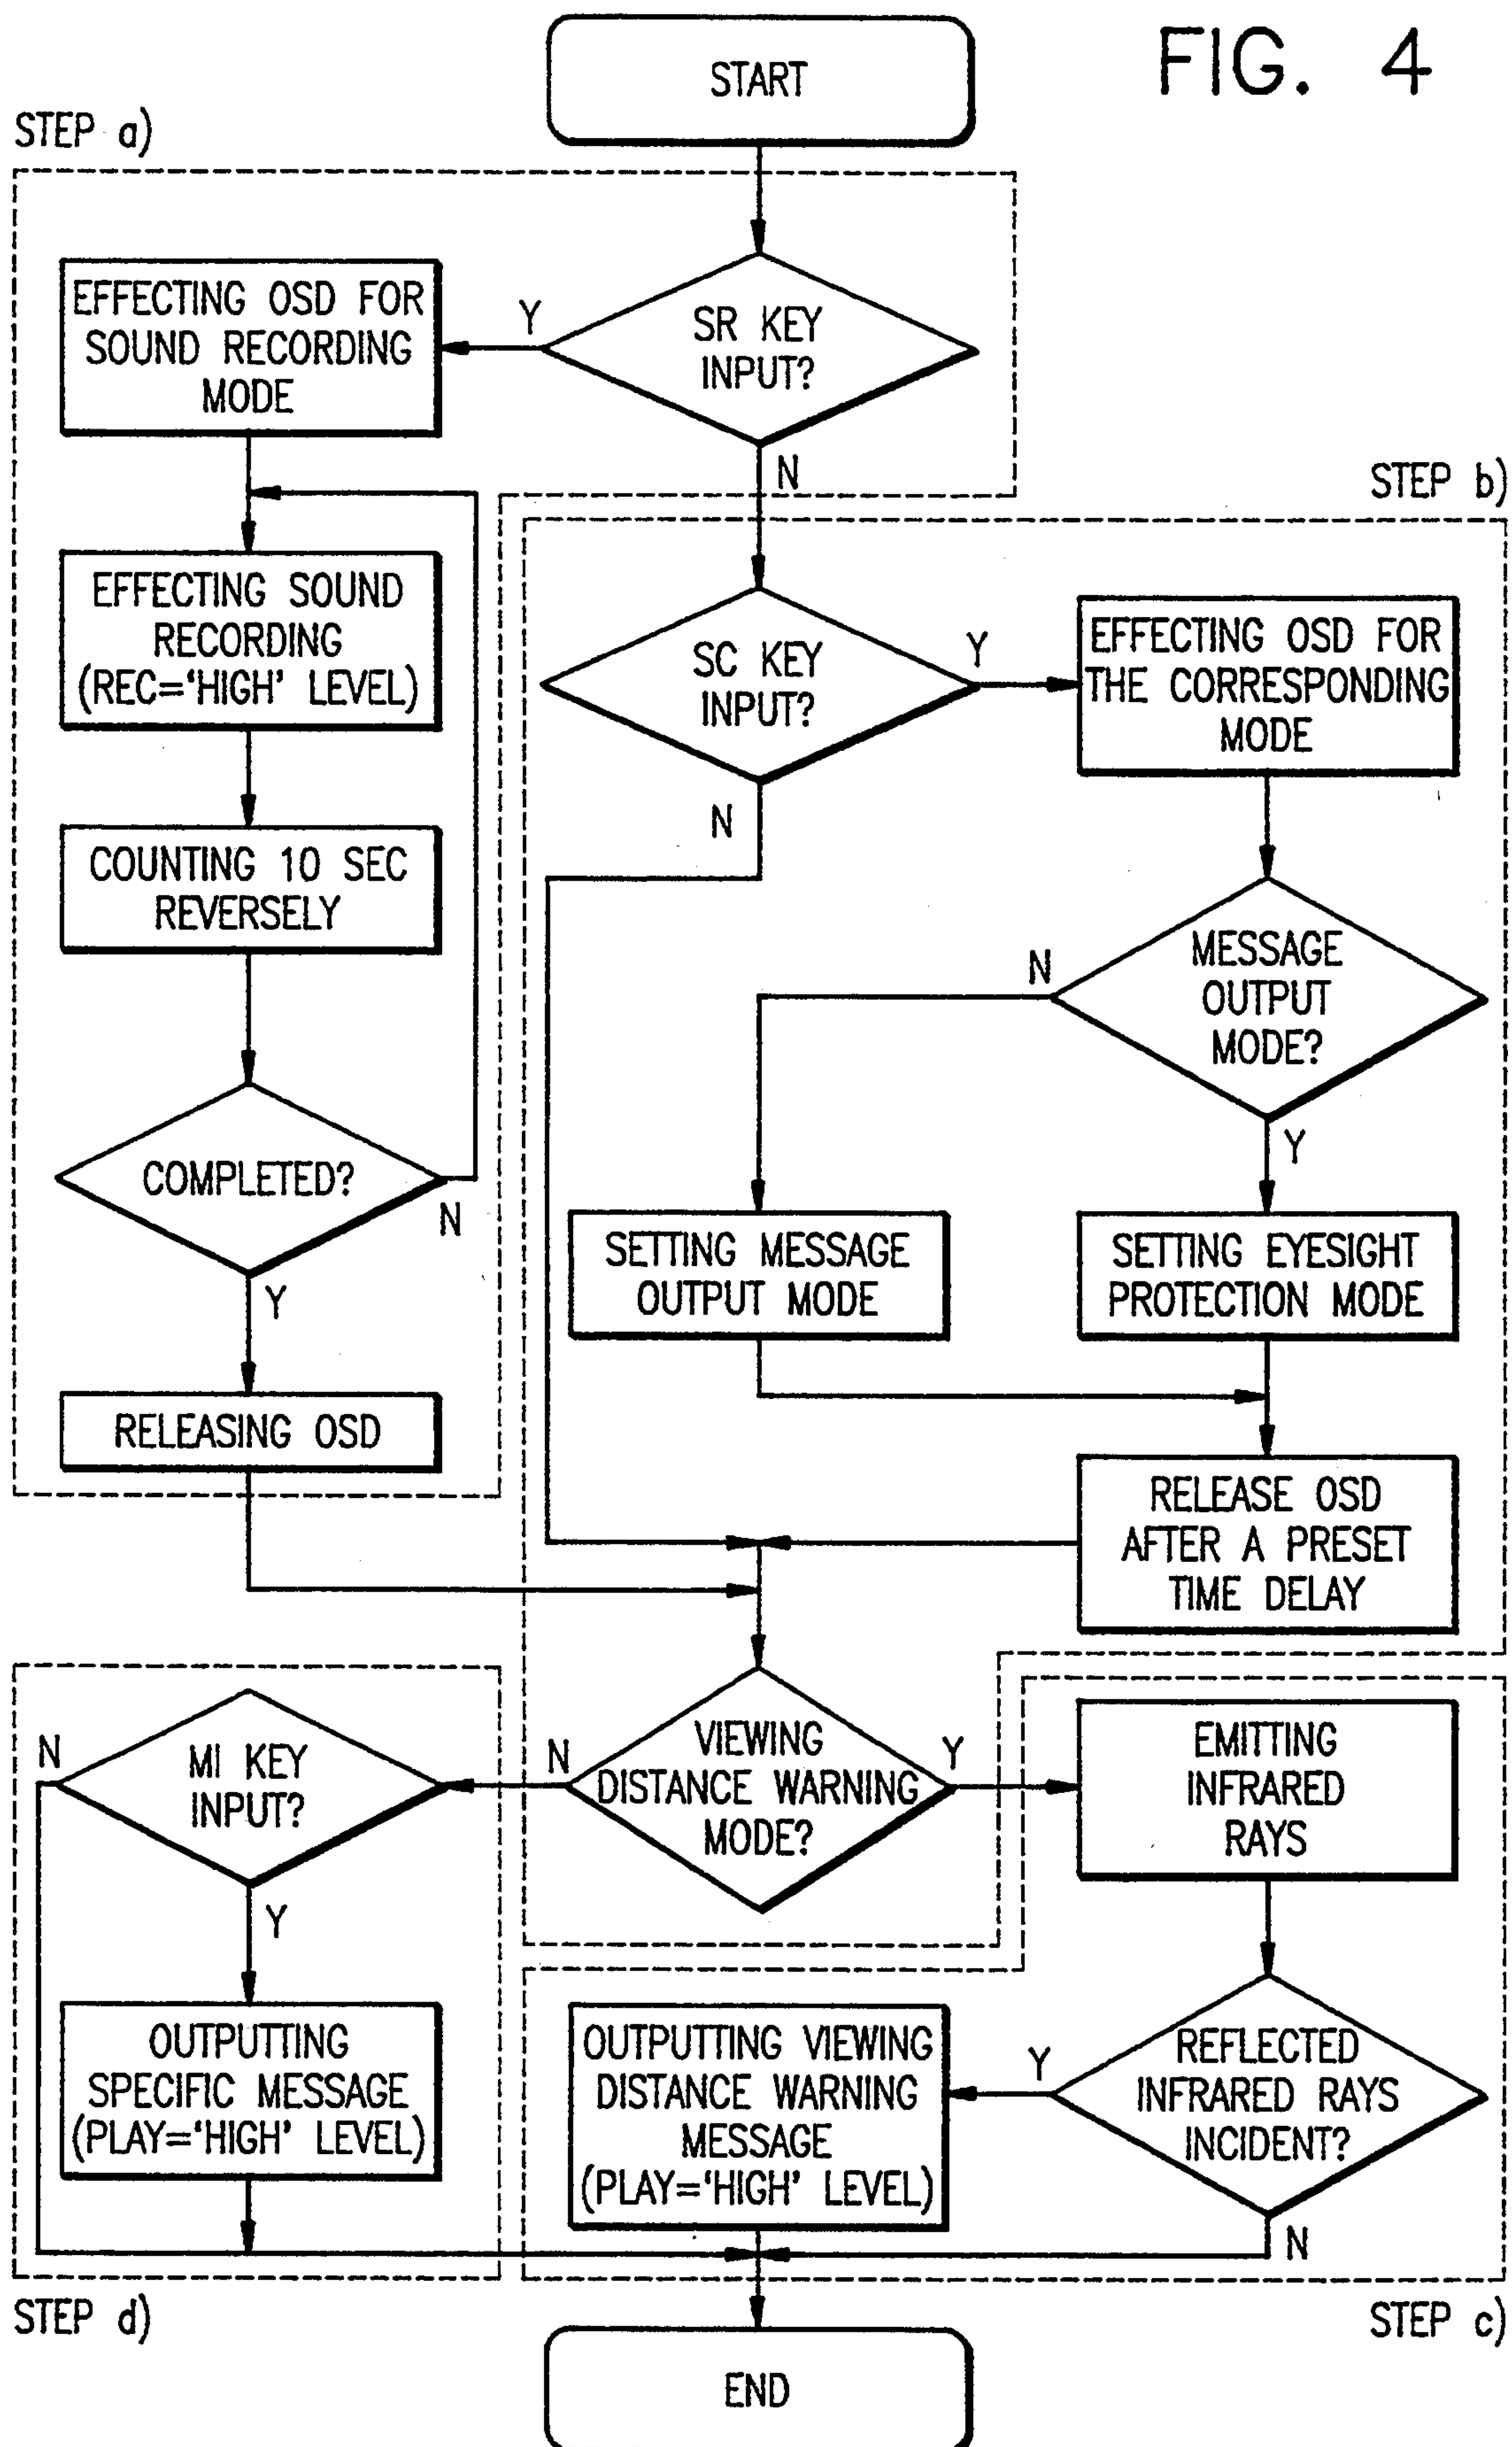 FIG. 4
START
STEP a)
EFFECTING OSD FOR
SOUND RECORDING
MODE
Y
SR KEY
INPUT?
N
STEP b)
EFFECTING SOUND
RECORDING
(REC='HIGH' LEVEL)
SC KEY
INPUT?
Y
EFFECTING OSD FOR
THE CORRESPONDING
MODE
N
COUNTING 10 SEC
REVERSELY
N
MESSAGE
OUTPUT
MODE?
Y
COMPLETED?
N
Y
SETTING MESSAGE
OUTPUT MODE
SETTING EYESIGHT
PROTECTION MODE
RELEASING OSD
RELEASE OSD
AFTER A PRESET
TIME DELAY
N
MI KEY
INPUT?
N
VIEWING
DISTANCE WARNING
MODE?
Y
EMITTING
INFRARED
RAYS
Y
OUTPUTTING
SPECIFIC MESSAGE
(PLAY='HIGH' LEVEL)
OUTPUTTING VIEWING
DISTANCE WARNING
MESSAGE
(PLAY='HIGH' LEVEL)
Y
REFLECTED
INFRARED RAYS
INCIDENT?
N
STEP d)
STEP c)
END